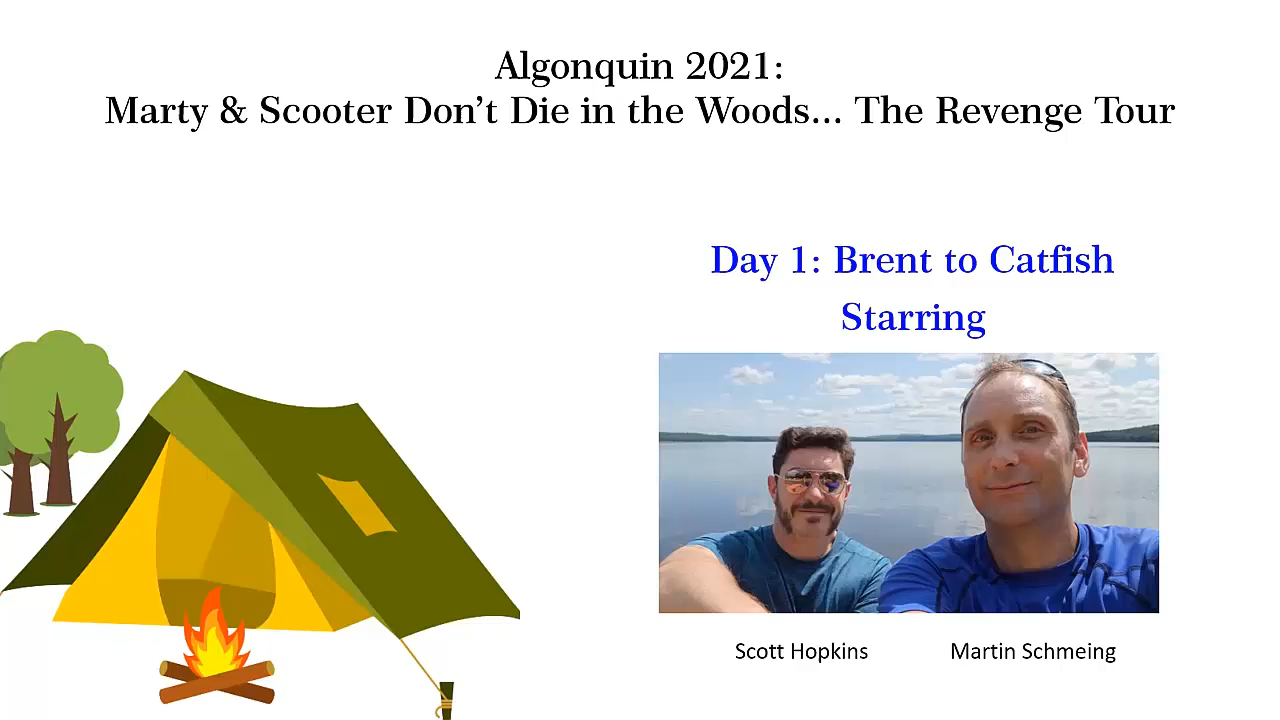 Algonquin 2021:
Marty & Scooter Don’t Die in the Woods... The Revenge Tour
Day 1: Brent to Catfish
Starring
Scott Hopkins
Martin Schmeing